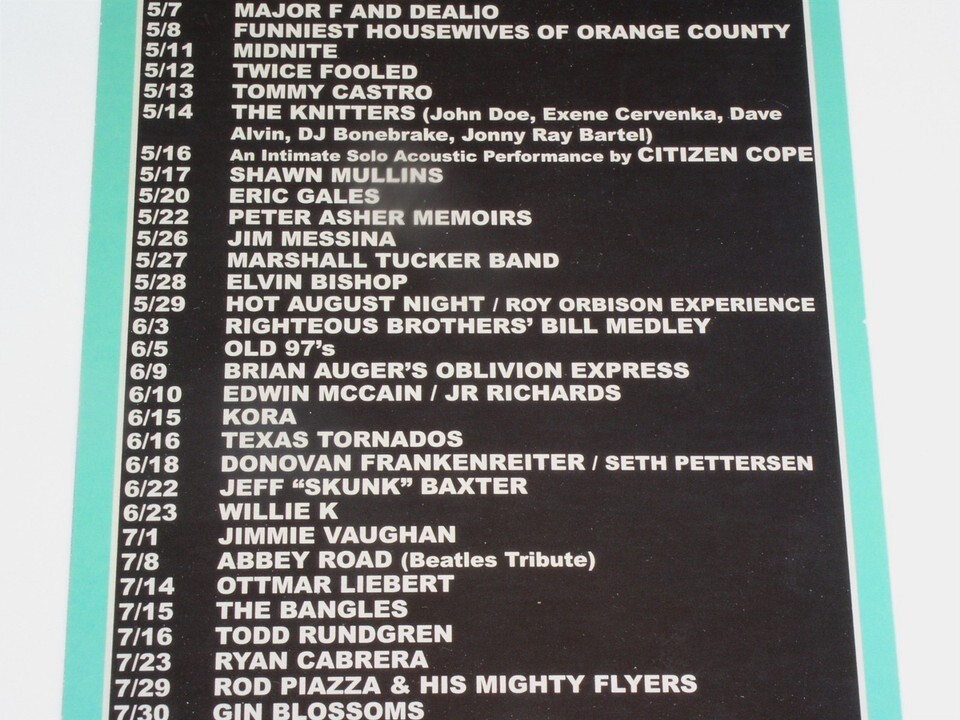 5/7 MAJOR F AND DEALIO
5/8 FUNNIEST HOUSEWIVES OF ORANGE COUNTY
5/11 MIDNITE
5/12 TWICE FOOLED
5/13 TOMMY CASTRO
5/14 THE KNITTERS (John Doe, Exene Cervenka, Dave
Alvin, DJ Bonebrake, Jonny Ray Bartel)
5/16 An Intimate Solo Acoustic Performance by CITIZEN COPE
5/17 SHAWN MULLINS
5/20 ERIC GALES
5/22 PETER ASHER MEMOIRS
5/26 JIM MESSINA
5/27 MARSHALL TUCKER BAND
5/28 ELVIN BISHOP
5/29 HOT AUGUST NIGHT / ROY ORBISON EXPERIENCE
6/3 RIGHTEOUS BROTHERS' BILL MEDLEY
6/5 OLD 97's
6/9 BRIAN AUGER'S OBLIVION EXPRESS
6/10 EDWIN MCCAIN / JR RICHARDS
6/15 KORA
6/16 TEXAS TORNADOS
6/18 DONOVAN FRANKENREITER / SETH PETTERSEN
6/22 JEFF “SKUNK” BAXTER
6/23 WILLIE K
7/1 JIMMIE VAUGHAN
7/8 ABBEY ROAD (Beatles Tribute)
7/14 OTTMAR LIEBERT
7/15 THE BANGLES
7/16 TODD RUNDGREN
7/23 RYAN CABRERA
7/29 ROD PIAZZA & HIS MIGHTY FLYERS
7/30 GIN BLOSSOMS